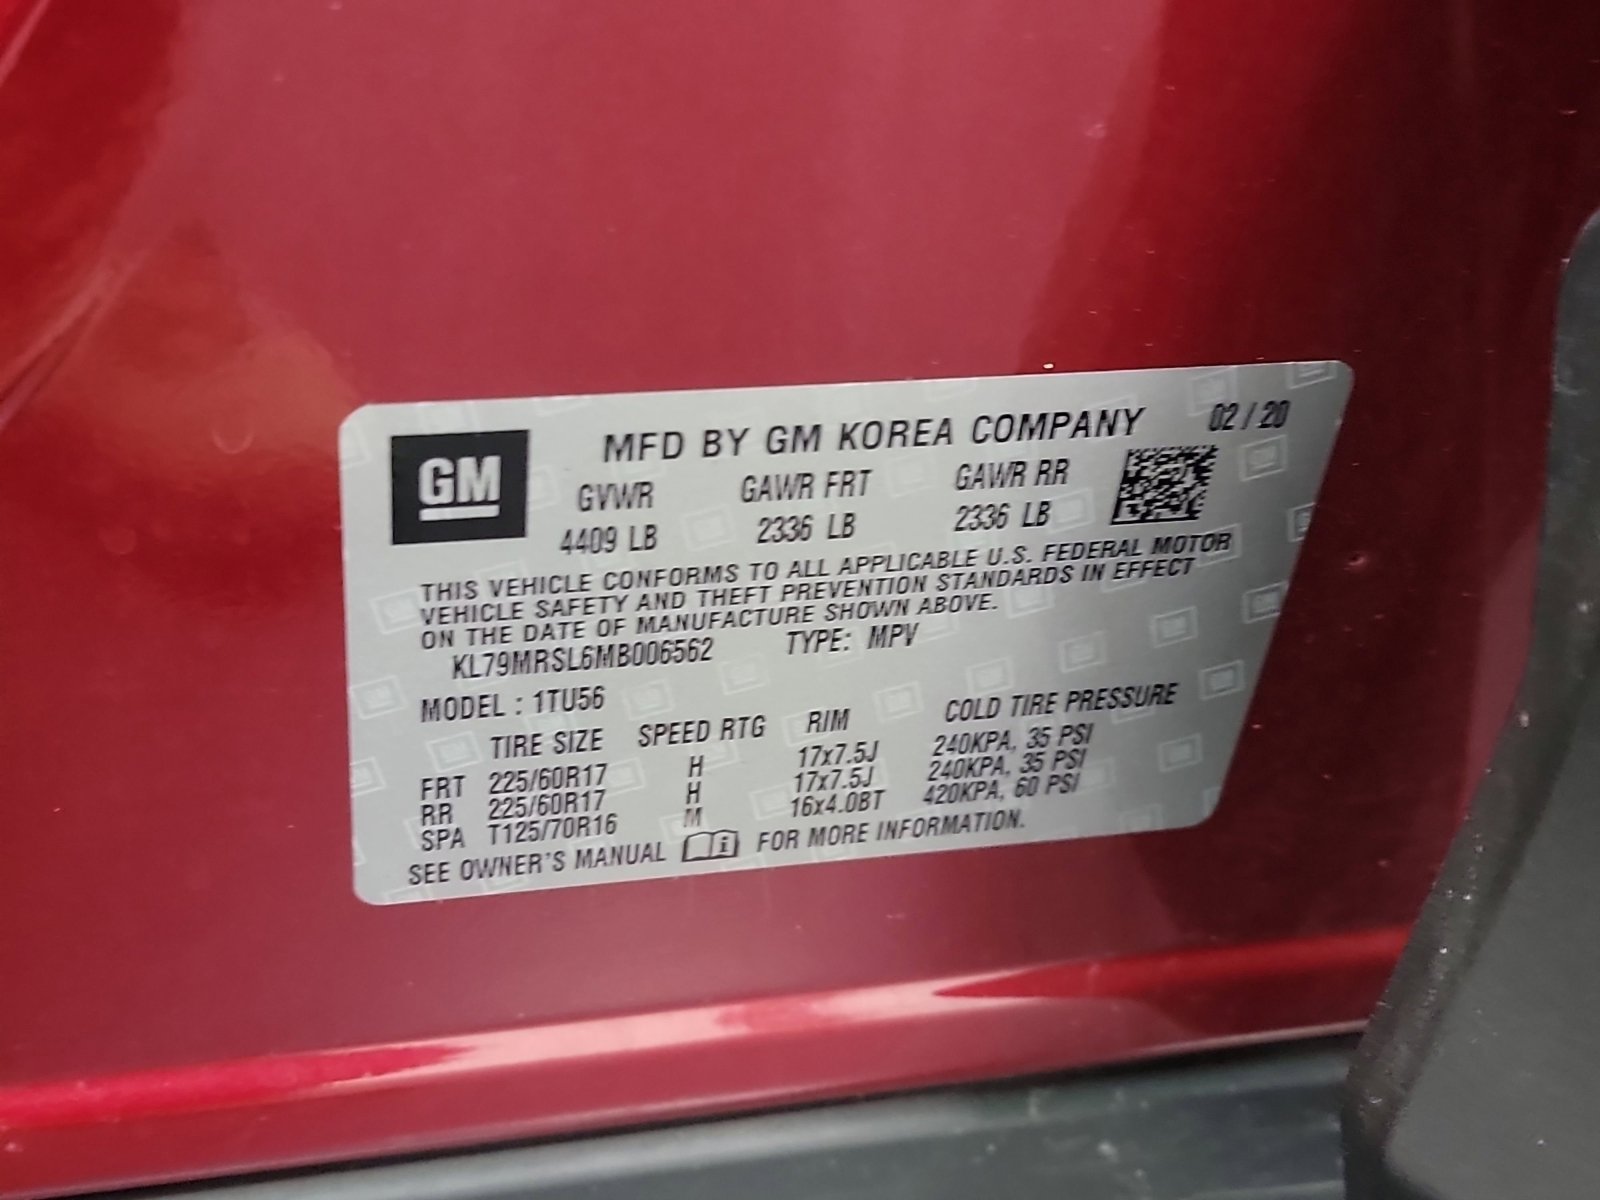 GM
MFD BY GM KOREA COMPANY 02 / 20
GVWR GAWR FRT GAWR RR
4409 LB 2336 LB 2336 LB
THIS VEHICLE CONFORMS TO ALL APPLICABLE U.S. FEDERAL MOTOR
VEHICLE SAFETY AND THEFT PREVENTION STANDARDS IN EFFECT
ON THE DATE OF MANUFACTURE SHOWN ABOVE.
KL79MRSL6MB006562 TYPE: MPV
MODEL : 1TU56
TIRE SIZE SPEED RTG RIM COLD TIRE PRESSURE
FRT 225/60R17 H 17x7.5J 240KPA, 35 PSI
RR 225/60R17 H 17x7.5J 240KPA, 35 PSI
SPA T125/70R16 M 16x4.0BT 420KPA, 60 PSI
SEE OWNER'S MANUAL i FOR MORE INFORMATION.